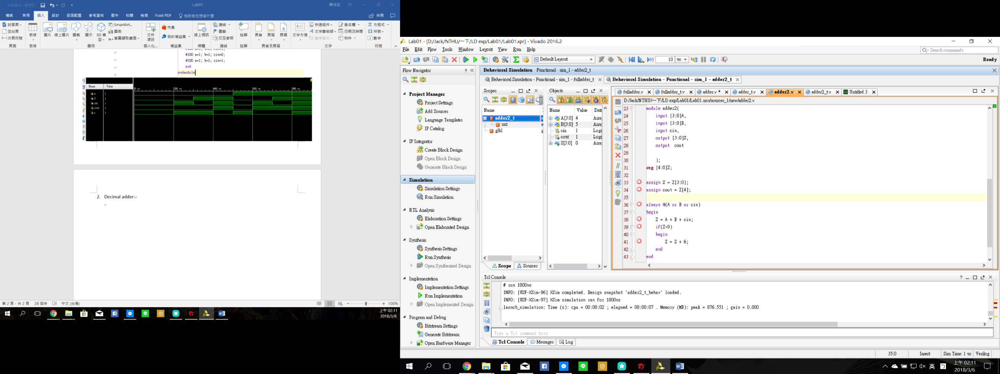 自動儲存
Lab01
陳兆廷
檔案 常用 插入 設計 版面配置 參考資料 郵件 校閱 檢視 Foxit PDF 告訴我您想做什麼 共用
封面頁
空白頁
分頁符號
表格
圖片 線上圖片 圖案 圖示 3D 模型
SmartArt...
圖表
螢幕擷取畫面
文件項目
市集
我的增益集
線上視訊
連結
書籤
交互參照
註解
頁首 頁尾 頁碼
文字方塊
快速組件
文字藝術師
首字放大
簽名欄
日期及時間
物件
方程式
符號
數字
頁面 表格 圖例 個人化... 增益集 媒體 連結 註解 頁首及頁尾 文字 符號
#100 a=1; b=0; cin=1;
#100 a=1; b=1; cin=0;
#100 a=1; b=1; cin=1;
end
endmodule
Name Value
0 ns 200 ns 400 ns 600 ns 800 ns
a 1
b 1
cin 1
cout 1
s 1
2. Decimal adder:
第 2 頁，共 2 頁 28 個字 中文 (台灣) 100%
上午 02:11
2018/3/6
Lab01 - [D:/Jack/NTHU/一下/LD exp/Lab01/Lab01.xpr] - Vivado 2016.2
File Edit Flow Tools Window Layout View Run Help
Search commands
Default Layout 10 us Ready
Flow Navigator
Project Manager
Project Settings
Add Sources
Language Templates
IP Catalog
IP Integrator
Create Block Design
Open Block Design
Generate Block Design
Simulation
Simulation Settings
Run Simulation
RTL Analysis
Elaboration Settings
Open Elaborated Design
Synthesis
Synthesis Settings
Run Synthesis
Open Synthesized Design
Implementation
Implementation Settings
Run Implementation
Open Implemented Design
Program and Debug
Bitstream Settings
Generate Bitstream
Open Hardware Manager
Behavioral Simulation - Functional - sim_1 - adder2_t
Behavioral Simulation - Functional - sim_1 - fulladder_t
Behavioral Simulation - Functional - sim_1 - adder2_t
Scopes
Name
adder2_t
uut
glbl
Scope Sources
Objects
Name Value Data
A[3:0] 4 Array
B[3:0] 5 Array
cin 1 Logi
cout 1 Logi
S[3:0] 0 Array
fulladder.v fulladder_t.v adder.v * adder_t.v adder2.v adder2_t.v Untitled 3
D:/Jack/NTHU/一下/LD exp/Lab01/Lab01.srcs/sources_1/new/adder2.v
23 module adder2(
24 input [3:0]A,
25 input [3:0]B,
26 input cin,
27 output [3:0]S,
28 output cout
29
30 );
31 reg [4:0]Z;
32
33 assign S = Z[3:0];
34 assign cout = Z[4];
35
36 always @(A or B or cin)
37 begin
38 Z = A + B + cin;
39 if(Z>9)
40 begin
41 Z = Z + 6;
42 end
43 end
Tcl Console
# run 1000ns
INFO: [USF-XSim-96] XSim completed. Design snapshot 'adder2_t_behav' loaded.
INFO: [USF-XSim-97] XSim simulation ran for 1000ns
launch_simulation: Time (s): cpu = 00:00:02 ; elapsed = 00:00:07 . Memory (MB): peak = 876.551 ; gain = 0.000
Type a Tcl command here
Tcl Console Messages Log
35:0 Insert Sim Time: 1 us Verilog
英
上午 02:11
2018/3/6